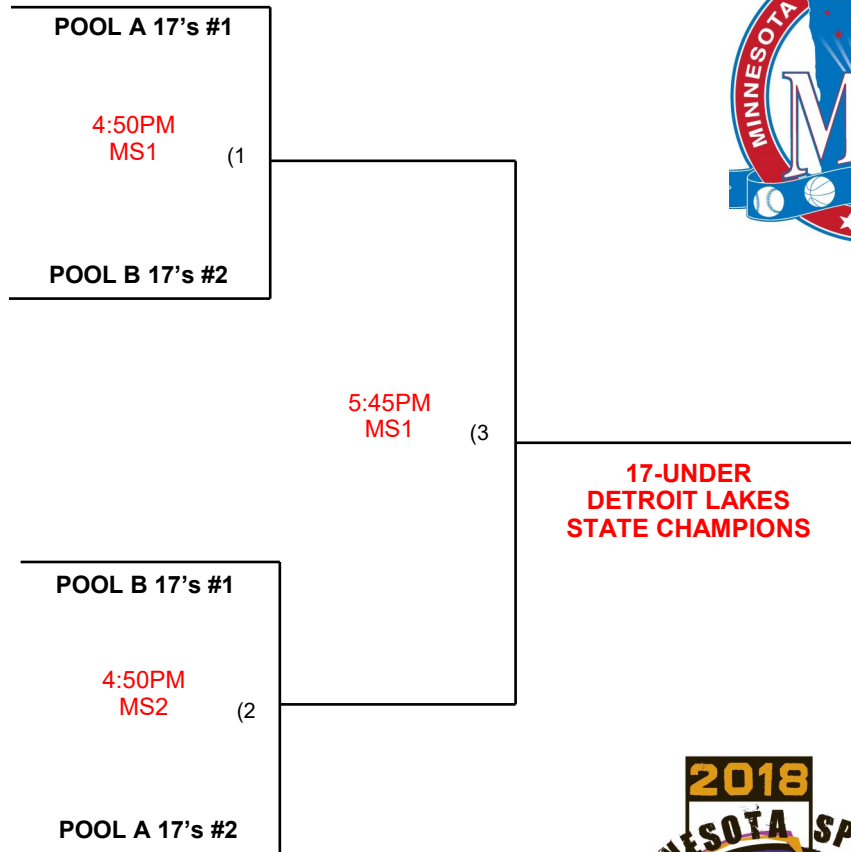 POOL A 17’s #1
4:50PM
MS1
(1
POOL B 17’s #2
5:45PM
MS1
(3
17-UNDER
DETROIT LAKES
STATE CHAMPIONS
POOL B 17’s #1
4:50PM
MS2
(2
POOL A 17’s #2
MINNESOTA
M
2018